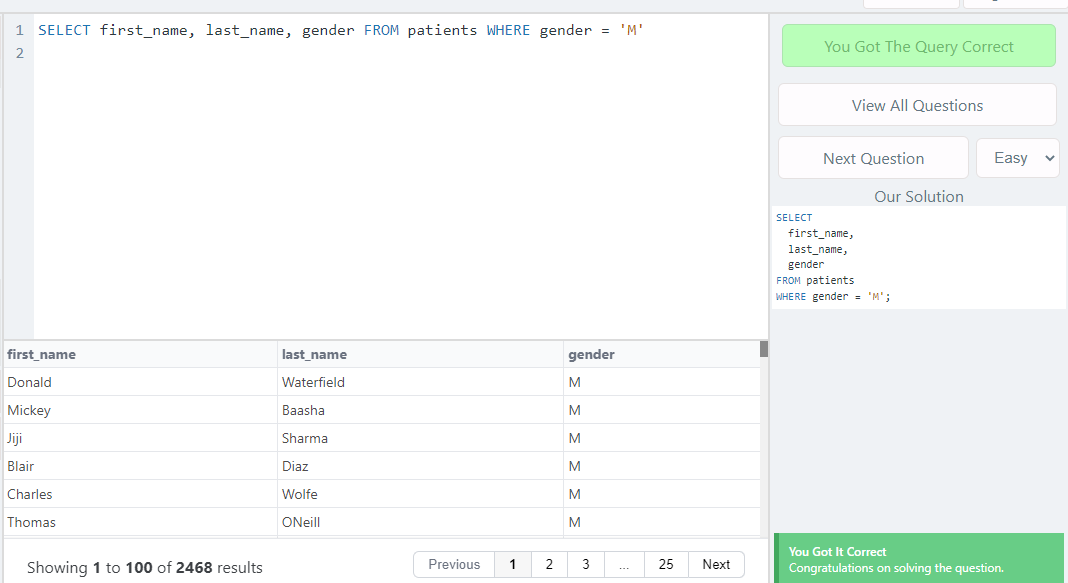 1 SELECT first_name, last_name, gender FROM patients WHERE gender = 'M'
2
You Got The Query Correct
View All Questions
Next Question Easy
Our Solution
SELECT
first_name,
last_name,
gender
FROM patients
WHERE gender = 'M';
first_name last_name gender
Donald Waterfield M
Mickey Baasha M
Jiji Sharma M
Blair Diaz M
Charles Wolfe M
Thomas ONeill M
Showing 1 to 100 of 2468 results
Previous 1 2 3 ... 25 Next
You Got It Correct
Congratulations on solving the question.